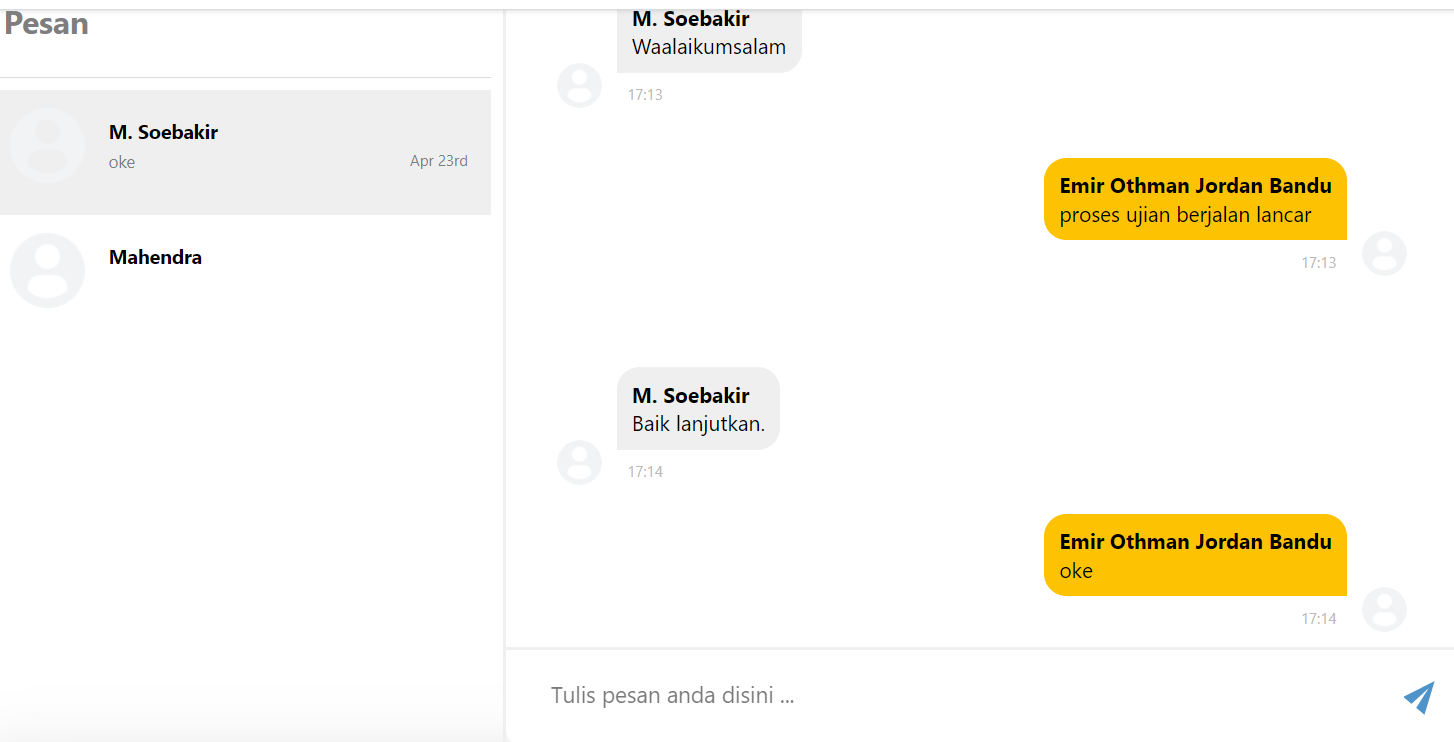 Pesan
M. Soebakir
oke
Apr 23rd
Mahendra
M. Soebakir
Waalaikumsalam
17:13
Emir Othman Jordan Bandu
proses ujian berjalan lancar
17:13
M. Soebakir
Baik lanjutkan.
17:14
Emir Othman Jordan Bandu
oke
17:14
Tulis pesan anda disini ...